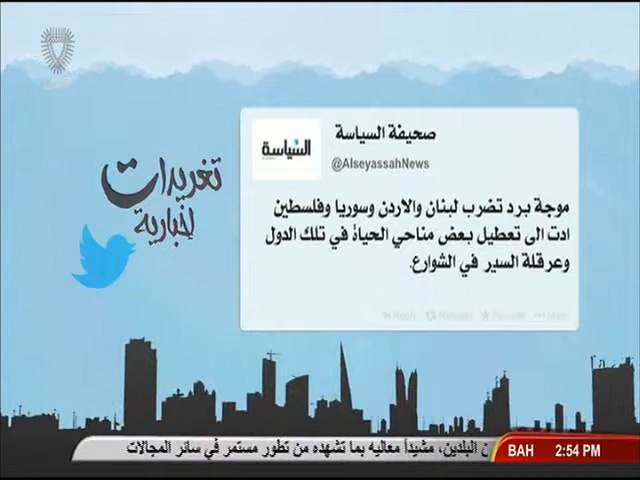 صحيفة السياسة
السياسة
@AlseyassahNews
تغريدات
إخبارية
موجة برد تضرب لبنان والاردن وسوريا وفلسطين
ادت الى تعطيل بعض مناحي الحياة في تلك الدول
وعرقلة السير في الشوارع.
Reply
ن البلدين، مشيداً معاليه بما تشهده من تطور مستمر في سائر المجالات
BAH 2:54 PM